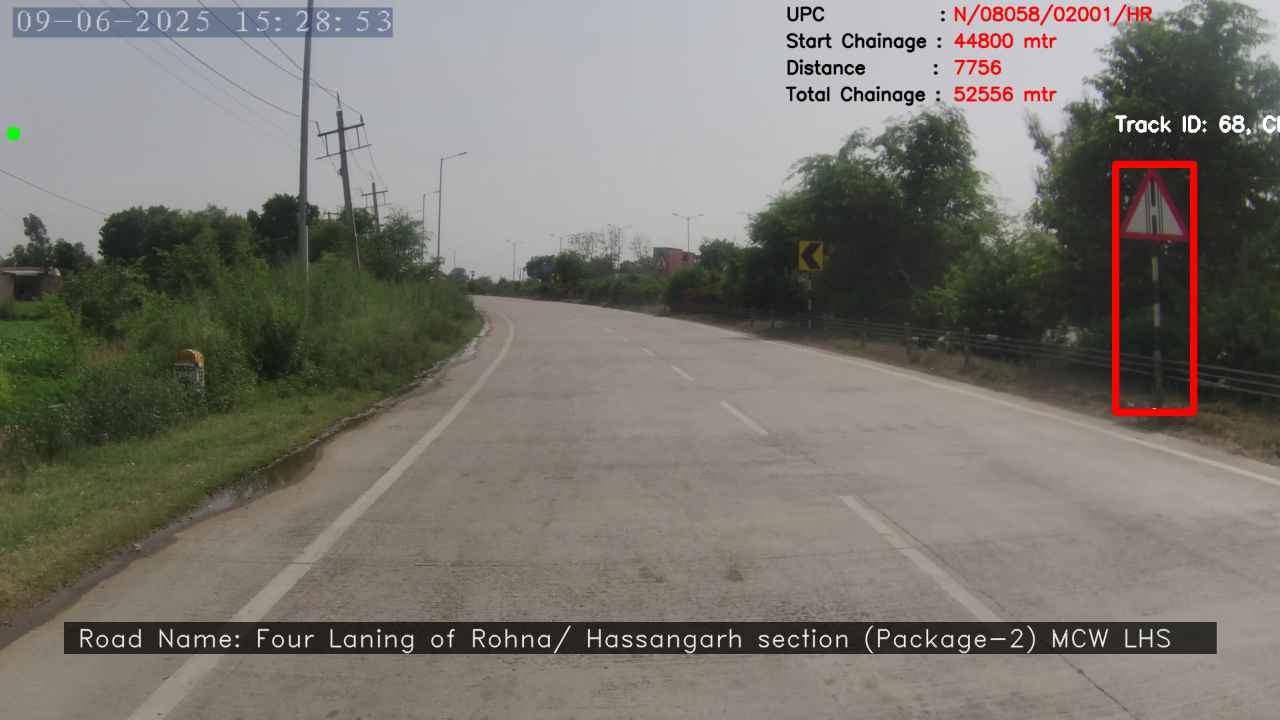 09-06-2025 15:28:53
UPC : N/08058/02001/HR
Start Chainage : 44800 mtr
Distance : 7756
Total Chainage : 52556 mtr
Track ID: 68,
Road Name: Four Laning of Rohna/ Hassangarh section (Package-2) MCW LHS